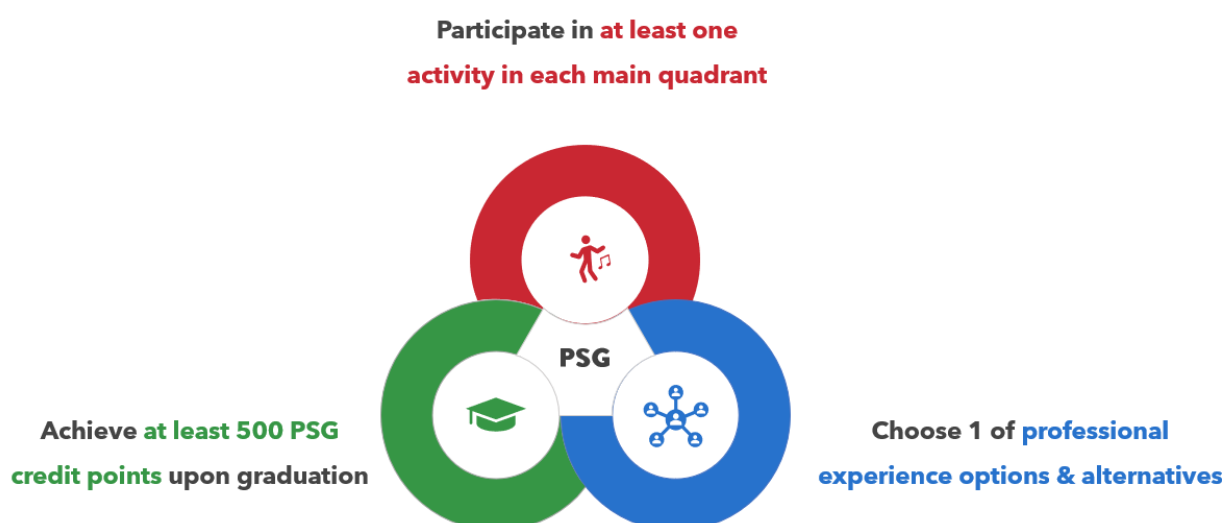 Participate in at least one
activity in each main quadrant
PSG
Achieve at least 500 PSG
credit points upon graduation
Choose 1 of professional
experience options & alternatives